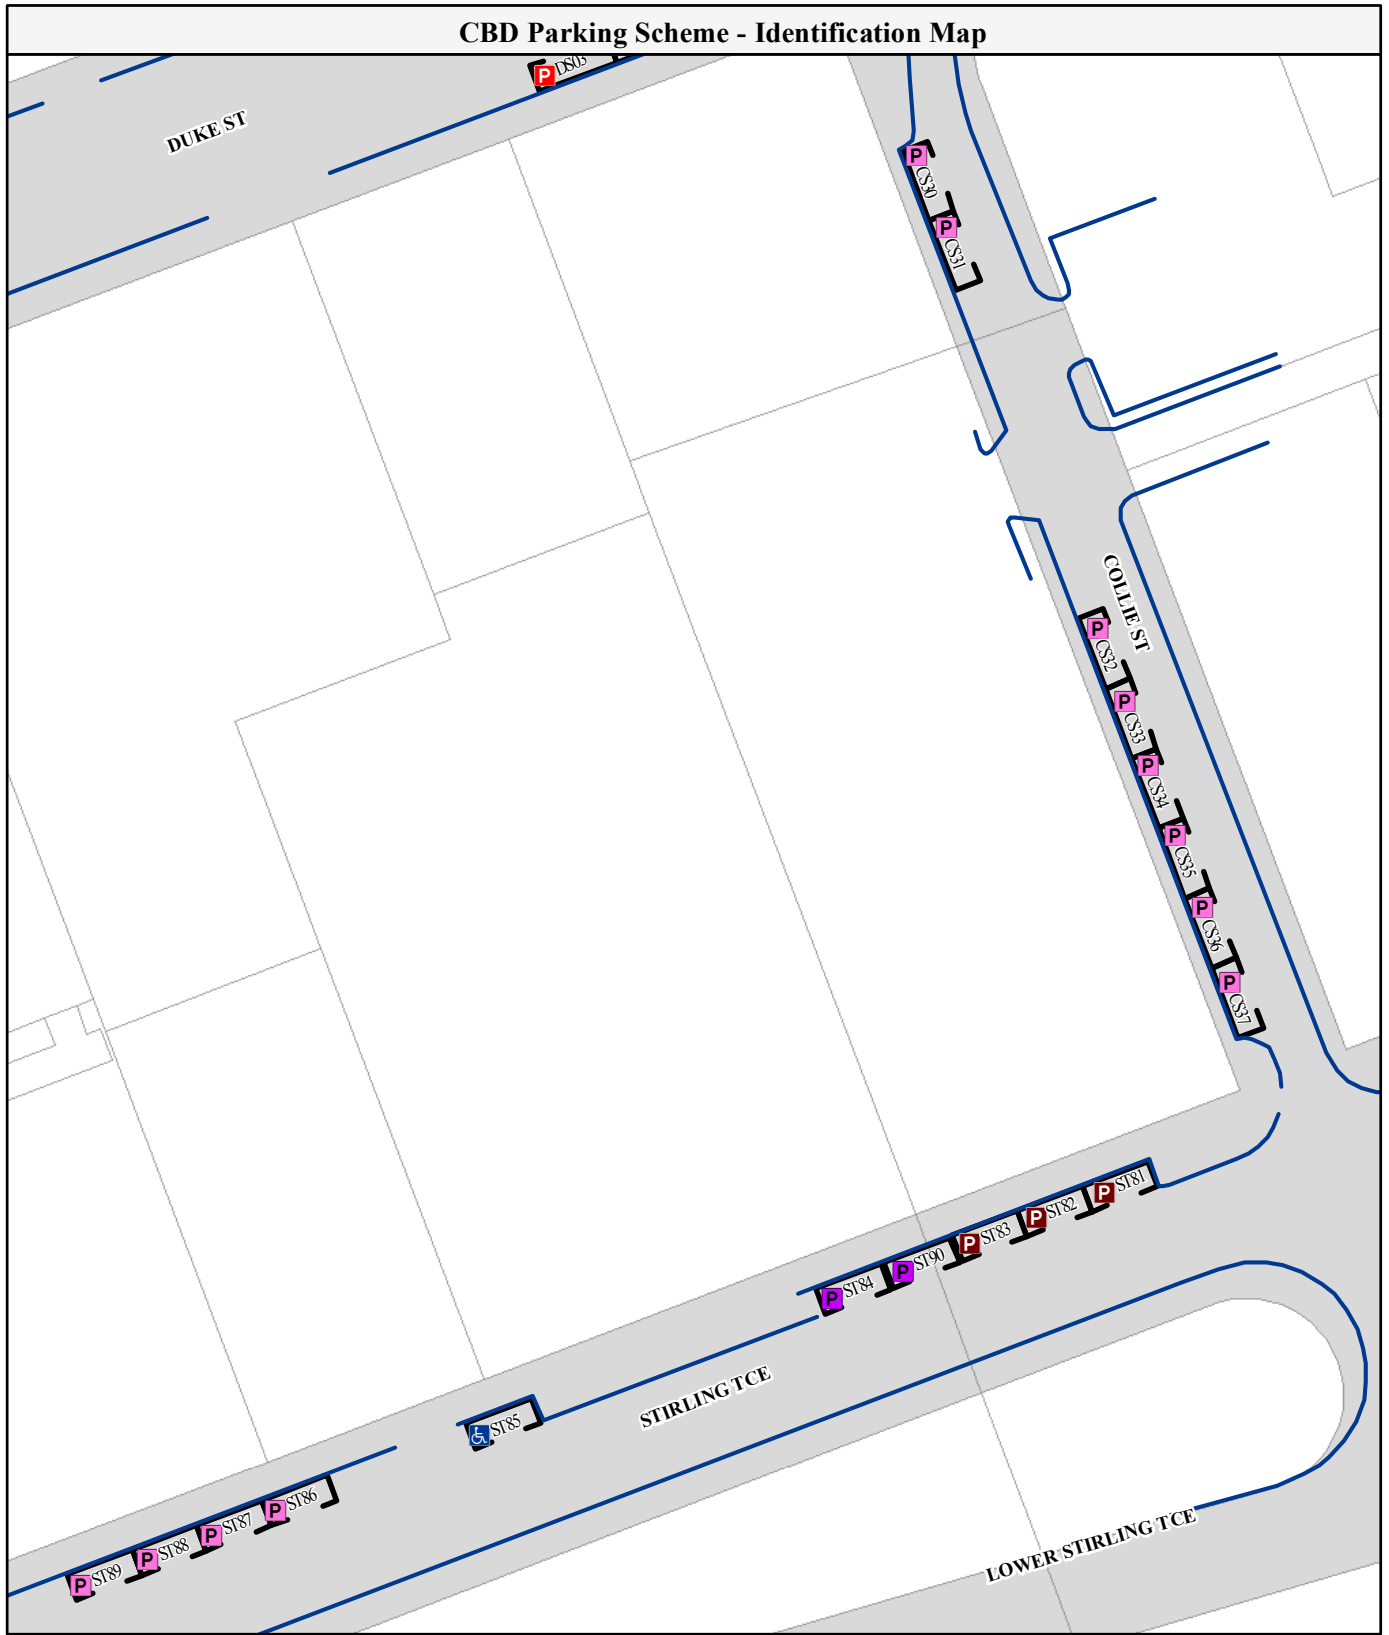 CBD Parking Scheme - Identification Map
P DS03
DUKE ST
P
CS30
P
CS31
COLLIE ST
P
CS32
P
CS33
P
CS34
P
CS35
P
CS36
P
CS37
P ST81
P ST82
P ST83
P ST90
P ST84
STIRLING TCE
ST85
P ST86
P ST87
P ST88
P ST89
LOWER STIRLING TCE